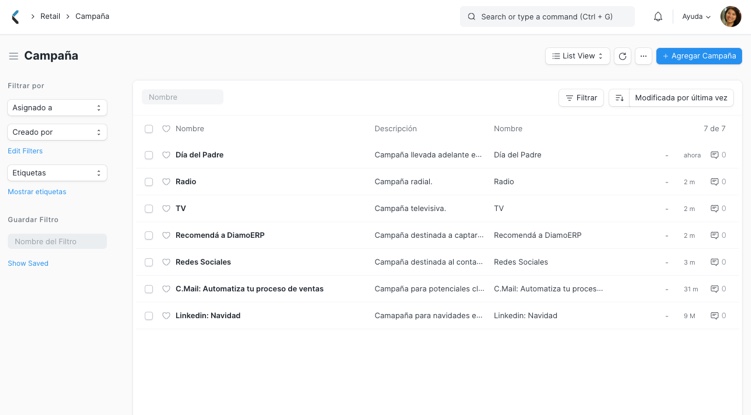 Retail
Campaña
Search or type a command (Ctrl + G)
Ayuda
Campaña
List View
+ Agregar Campaña
Filtrar por
Asignado a
Creado por
Edit Filters
Etiquetas
Mostrar etiquetas
Guardar Filtro
Nombre del Filtro
Show Saved
Nombre
Filtrar
Modificada por última vez
Nombre Descripción Nombre 7 de 7
Día del Padre Campaña llevada adelante e... Día del Padre - ahora 0
Radio Campaña radial. Radio - 2 m 0
TV Campaña televisiva. TV - 2 m 0
Recomendá a DiamoERP Campaña destinada a captar... Recomendá a DiamoERP - 2 m 0
Redes Sociales Campaña destinada al conta... Redes Sociales - 3 m 0
C.Mail: Automatiza tu proceso de ventas Campaña para potenciales cl... C.Mail: Automatiza tu proces... - 31 m 0
Linkedin: Navidad Camapaña para navidades e... Linkedin: Navidad - 9 M 0